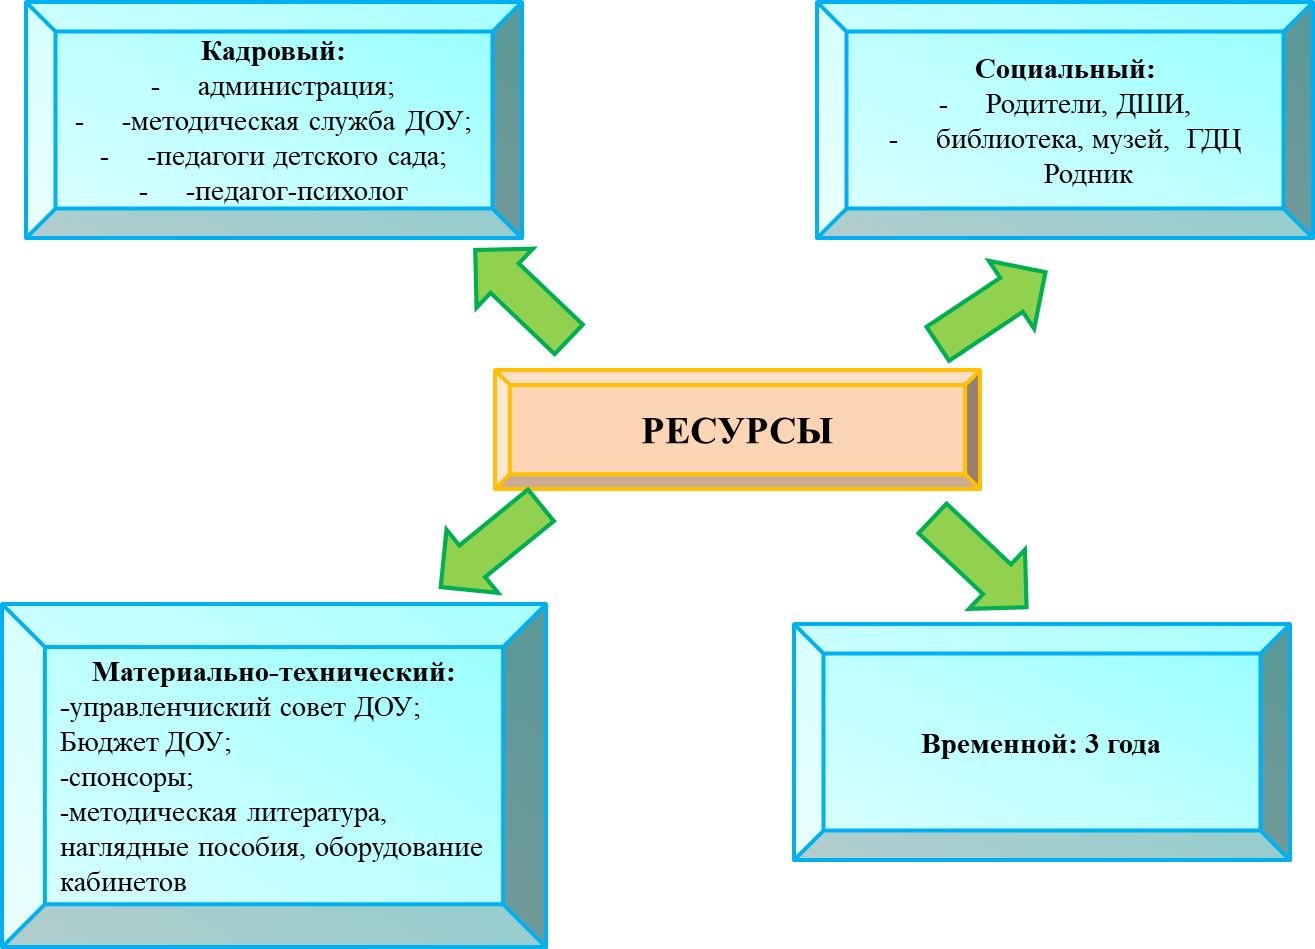 Кадровый:
- администрация;
- -методическая служба ДОУ;
- -педагоги детского сада;
- -педагог-психолог
Социальный:
- Родители, ДШИ,
- библиотека, музей, ГДЦ
Родник
РЕСУРСЫ
Материально-технический:
-управленчиский совет ДОУ;
Бюджет ДОУ;
-спонсоры;
-методическая литература,
наглядные пособия, оборудование
кабинетов
Временной: 3 года